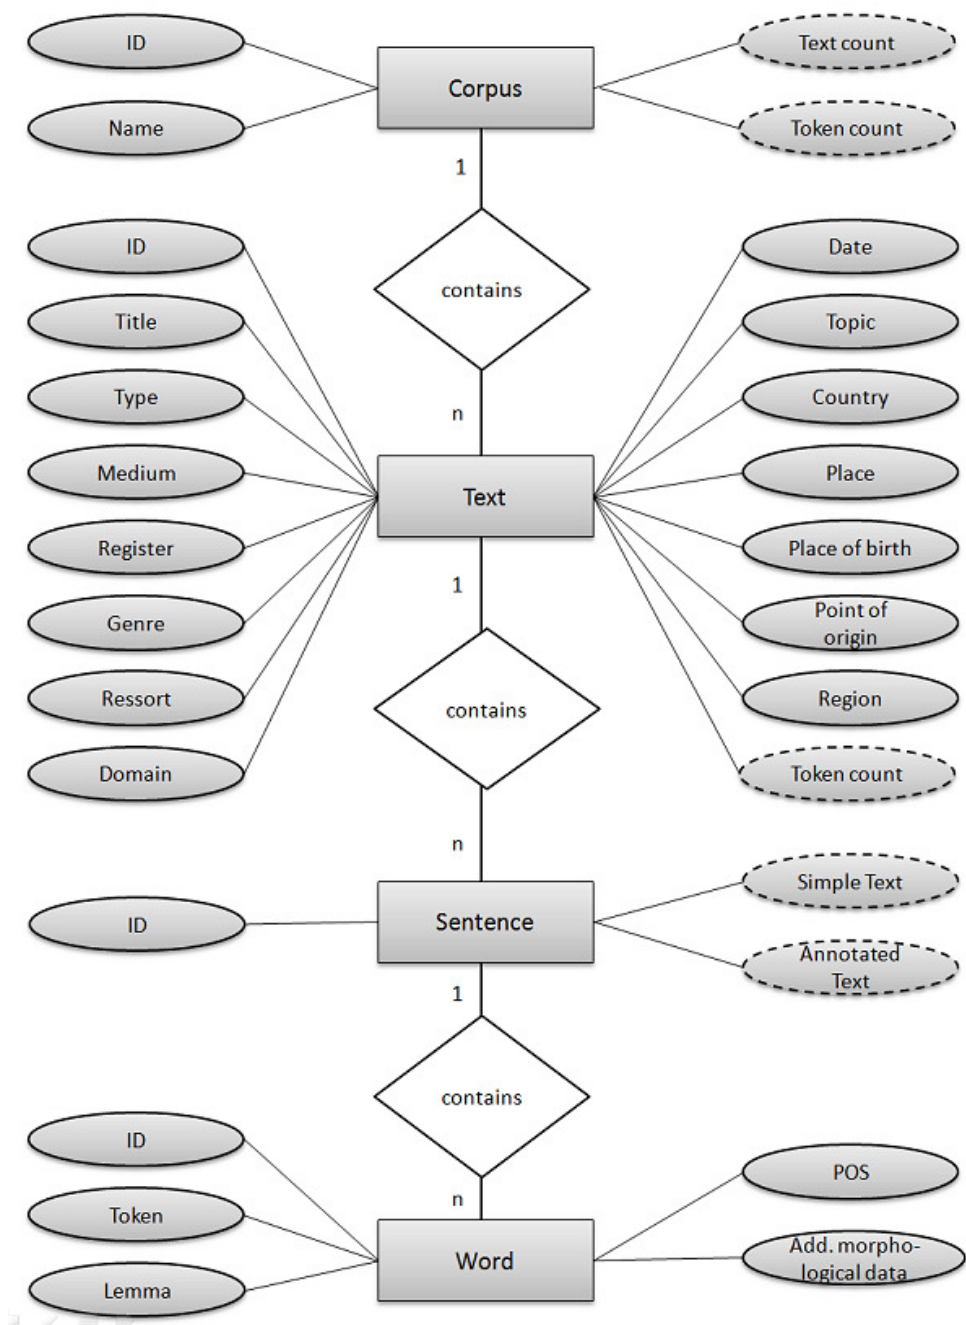 ID
Text count
Corpus
Name
Token count
1
contains
n
ID
Date
Title
Topic
Type
Country
Medium
Place
Text
Register
Place of birth
1
Genre
Point of
origin
Ressort
Region
contains
Domain
Token count
n
Simple Text
ID
Sentence
Annotated
Text
1
contains
ID
POS
n
Token
Add. morpho-
logical data
Word
Lemma